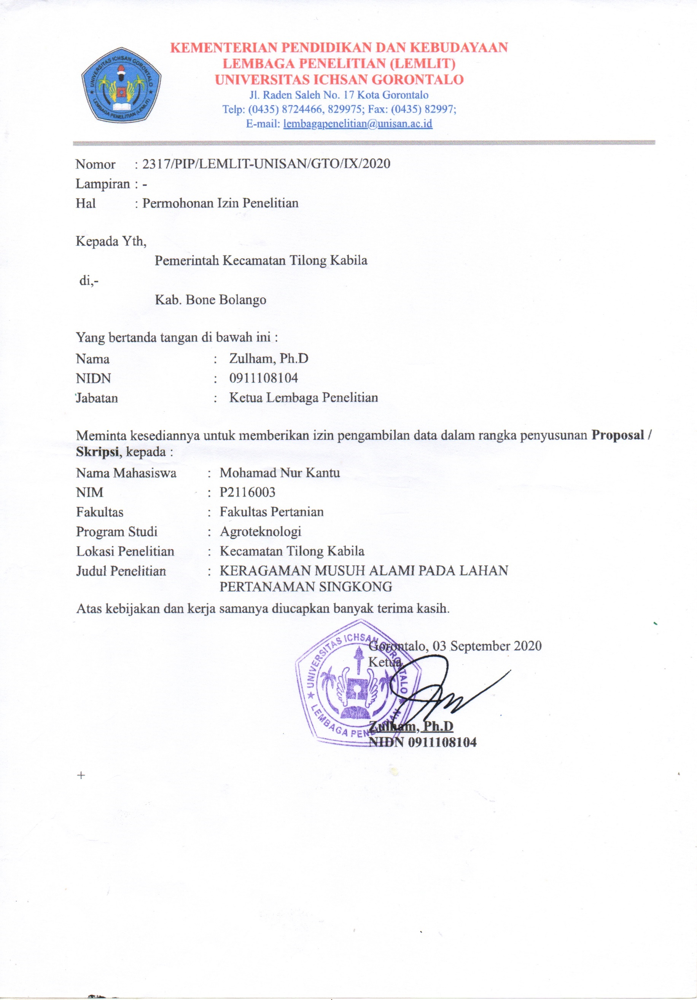 KEMENTERIAN PENDIDIKAN DAN KEBUDAYAAN
LEMBAGA PENELITIAN (LEMLIT)
UNIVERSITAS ICHSAN GORONTALO
Jl. Raden Saleh No. 17 Kota Gorontalo
Telp: (0435) 8724466, 829975; Fax: (0435) 82997;
E-mail: lembagapenelitian@unisan.ac.id
UNIVERSITAS ICHSAN GORONTALO
LEMBAGA PENELITIAN (LEMLIT)
Nomor : 2317/PIP/LEMLIT-UNISAN/GTO/IX/2020
Lampiran : -
Hal : Permohonan Izin Penelitian
Kepada Yth,
Pemerintah Kecamatan Tilong Kabila
di,-
Kab. Bone Bolango
Yang bertanda tangan di bawah ini :
Nama : Zulham, Ph.D
NIDN : 0911108104
Jabatan : Ketua Lembaga Penelitian
Meminta kesediannya untuk memberikan izin pengambilan data dalam rangka penyusunan Proposal /
Skripsi, kepada :
Nama Mahasiswa : Mohamad Nur Kantu
NIM : P2116003
Fakultas : Fakultas Pertanian
Program Studi : Agroteknologi
Lokasi Penelitian : Kecamatan Tilong Kabila
Judul Penelitian : KERAGAMAN MUSUH ALAMI PADA LAHAN
PERTANAMAN SINGKONG
Atas kebijakan dan kerja samanya diucapkan banyak terima kasih.
Gorontalo, 03 September 2020
Ketua
UNIVERSITAS ICHSAN GORONTALO
LEMBAGA PENELITIAN
Zulham, Ph.D
NIDN 0911108104
+